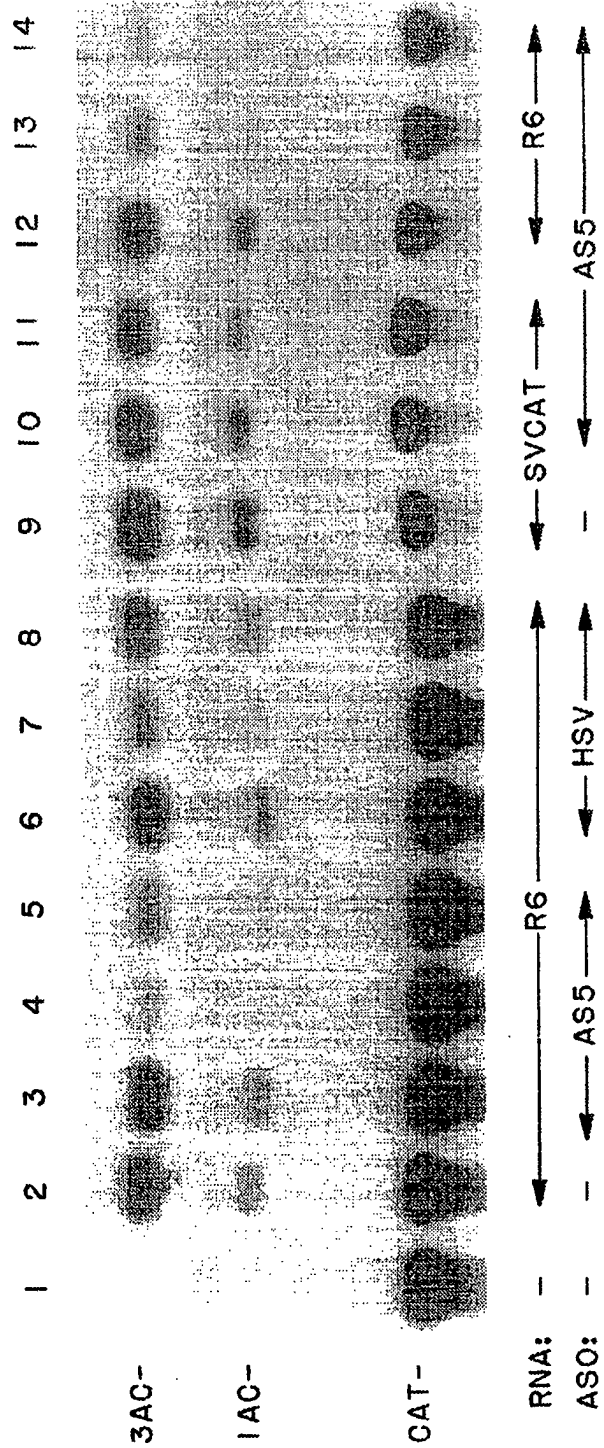 1 2 3 4 5 6 7 8 9 10 11 12 13 14
3AC-
1AC-
CAT-
RNA: - R6 SVCAT R6
ASO: - - AS5 HSV - AS5